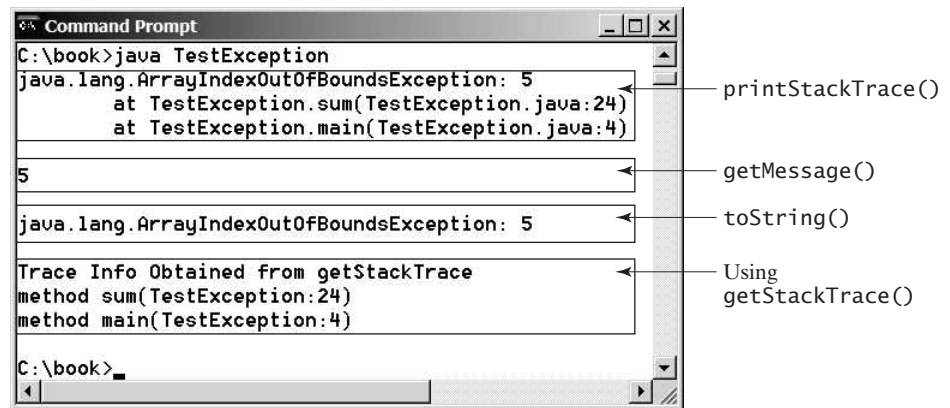 Command Prompt
C:\book>java TestException
java.lang.ArrayIndexOutOfBoundsException: 5
at TestException.sum(TestException.java:24)
at TestException.main(TestException.java:4)
printStackTrace()
5
getMessage()
java.lang.ArrayIndexOutOfBoundsException: 5
toString()
Trace Info Obtained from getStackTrace
method sum(TestException:24)
method main(TestException:4)
Using
getStackTrace()
C:\book>